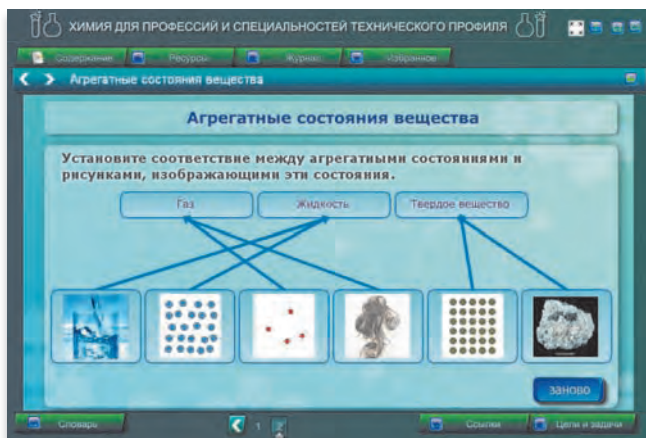 ХИМИЯ ДЛЯ ПРОФЕССИЙ И СПЕЦИАЛЬНОСТЕЙ ТЕХНИЧЕСКОГО ПРОФИЛЯ
Содержание Ресурсы Журнал Избранное
Агрегатные состояния вещества
Агрегатные состояния вещества
Установите соответствие между агрегатными состояниями и
рисунками, изображающими эти состояния.
Газ Жидкость Твердое вещество
заново
Словарь 1 2 Ссылки Цели и задачи